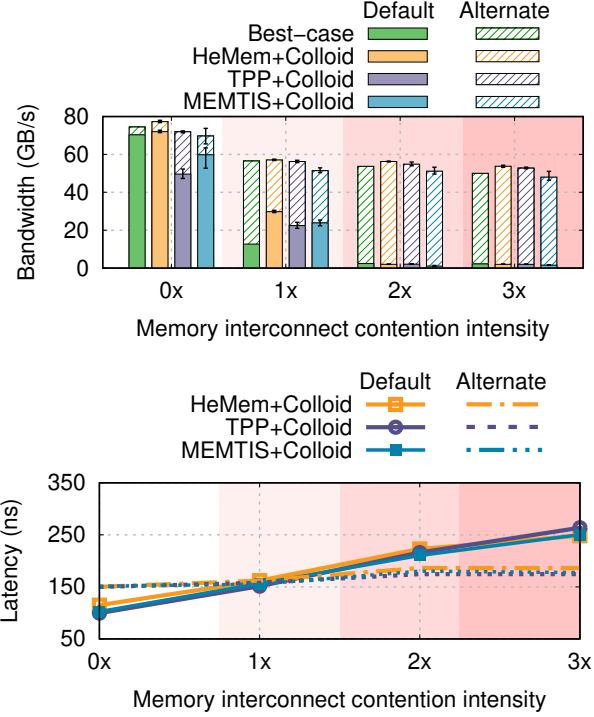 Default Alternate
Best−case
HeMem+Colloid
TPP+Colloid
MEMTIS+Colloid
80
60
40
20
0
Bandwidth (GB/s)
0x 1x 2x 3x
Memory interconnect contention intensity
Default Alternate
HeMem+Colloid
TPP+Colloid
MEMTIS+Colloid
350
250
150
50
Latency (ns)
0x 1x 2x 3x
Memory interconnect contention intensity